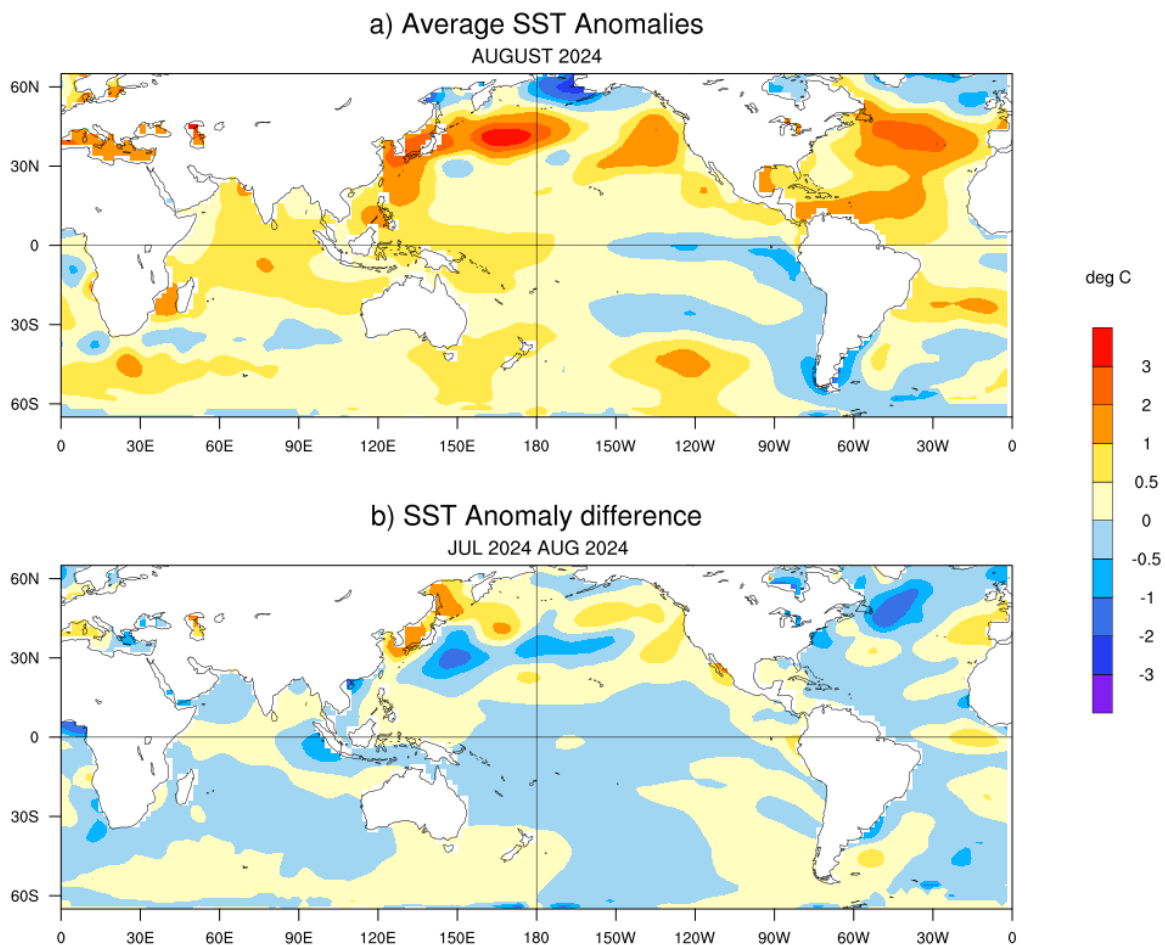 a) Average SST Anomalies
AUGUST 2024
60N
30N
0
30S
60S
0 30E 60E 90E 120E 150E 180 150W 120W 90W 60W 30W 0
deg C
3
2
1
0.5
0
-0.5
-1
-2
-3
b) SST Anomaly difference
JUL 2024 AUG 2024
60N
30N
0
30S
60S
0 30E 60E 90E 120E 150E 180 150W 120W 90W 60W 30W 0